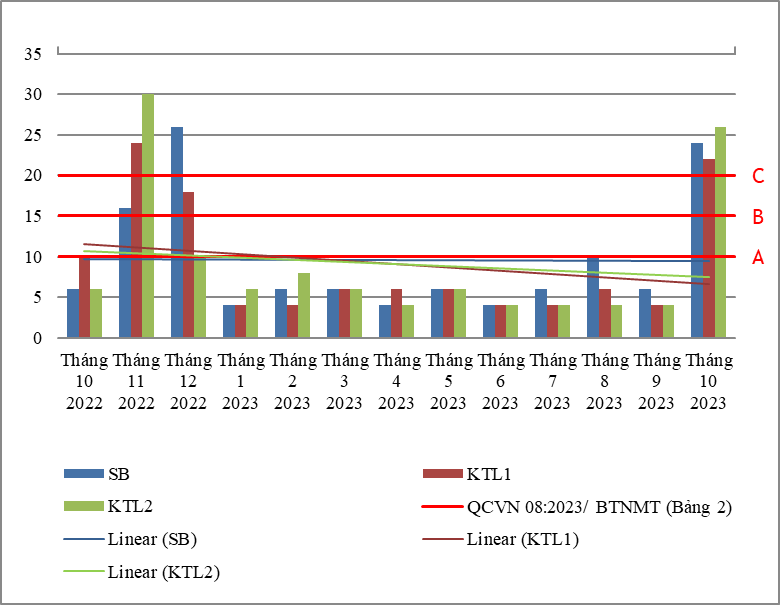 35
30
25
20
15
10
5
0
C
B
A
Tháng Tháng Tháng Tháng Tháng Tháng Tháng Tháng Tháng Tháng Tháng Tháng Tháng
10 11 12 1 2 3 4 5 6 7 8 9 10
2022 2022 2022 2023 2023 2023 2023 2023 2023 2023 2023 2023 2023
SB KTL1
KTL2 QCVN 08:2023/ BTNMT (Bảng 2)
Linear (SB) Linear (KTL1)
Linear (KTL2)